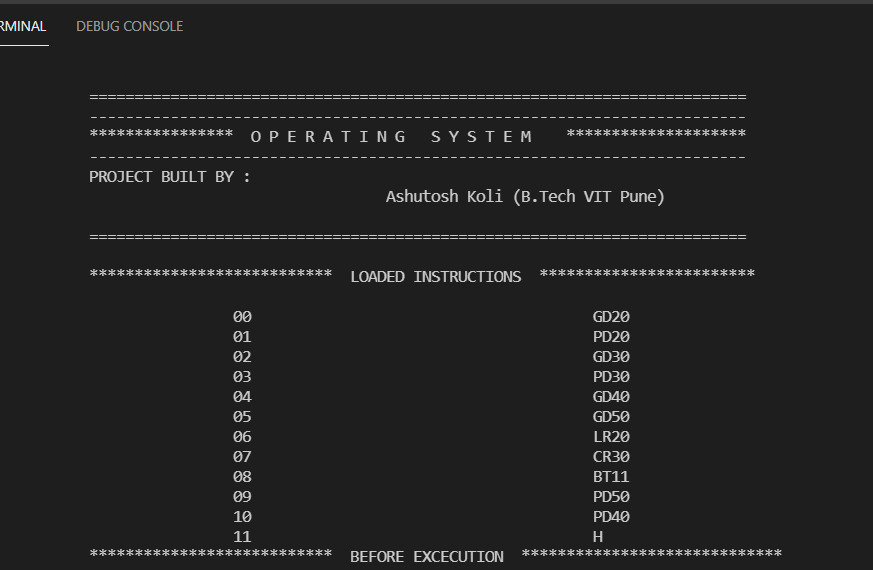 RMINAL DEBUG CONSOLE
=========================================================================
-------------------------------------------------------------------------
**************** O P E R A T I N G   S Y S T E M ********************
-------------------------------------------------------------------------
PROJECT BUILT BY :
Ashutosh Koli (B.Tech VIT Pune)
=========================================================================
*************************** LOADED INSTRUCTIONS ************************
00 GD20
01 PD20
02 GD30
03 PD30
04 GD40
05 GD50
06 LR20
07 CR30
08 BT11
09 PD50
10 PD40
11 H
*************************** BEFORE EXCECUTION *****************************